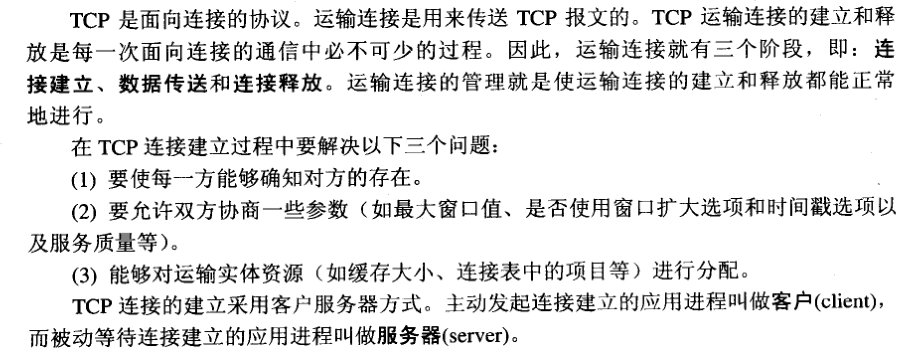 TCP 是面向连接的协议。运输连接是用来传送 TCP 报文的。TCP 运输连接的建立和释
放是每一次面向连接的通信中必不可少的过程。因此，运输连接就有三个阶段，即：连
接建立、数据传送和连接释放。运输连接的管理就是使运输连接的建立和释放都能正常
地进行。
在 TCP 连接建立过程中要解决以下三个问题：
(1) 要使每一方能够确知对方的存在。
(2) 要允许双方协商一些参数（如最大窗口值、是否使用窗口扩大选项和时间戳选项以
及服务质量等）。
(3) 能够对运输实体资源（如缓存大小、连接表中的项目等）进行分配。
TCP 连接的建立采用客户服务器方式。主动发起连接建立的应用进程叫做客户(client)，
而被动等待连接建立的应用进程叫做服务器(server)。